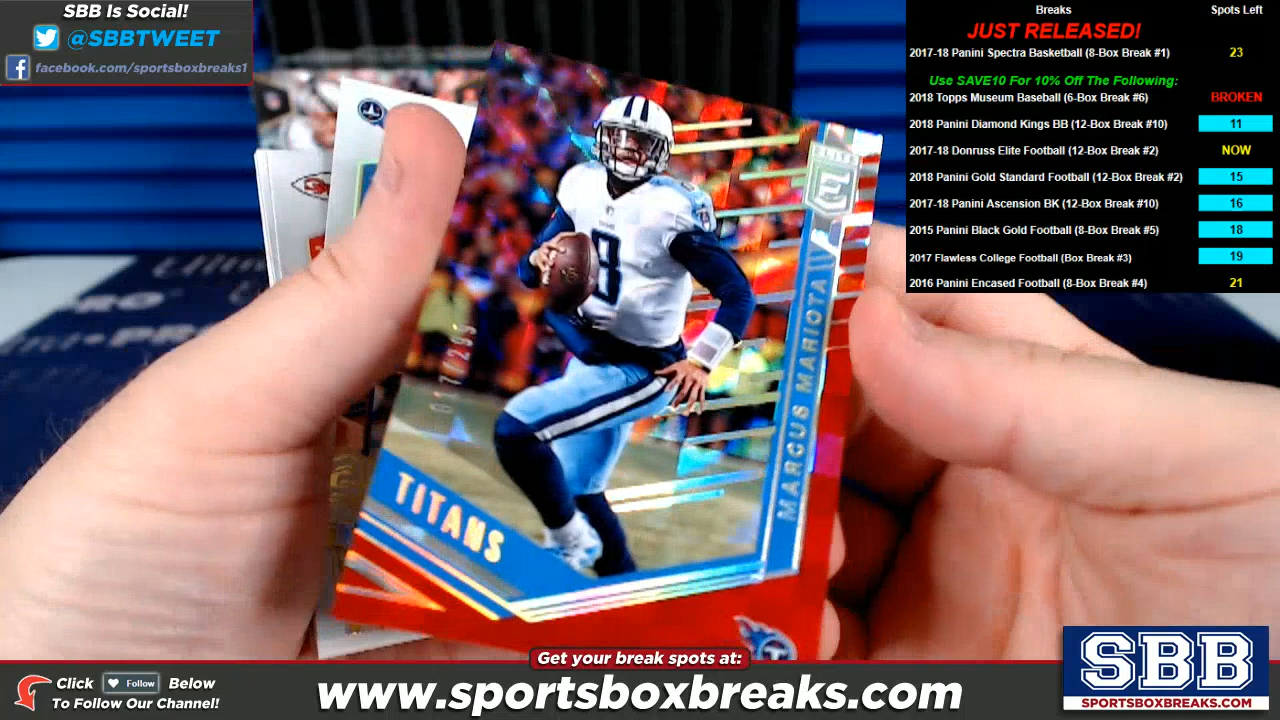 SBB Is Social!
@SBBTWEET
facebook.com/sportsboxbreaks1
Breaks Spots Left
JUST RELEASED!
2017-18 Panini Spectra Basketball (8-Box Break #1) 23
Use SAVE10 For 10% Off The Following:
2018 Topps Museum Baseball (6-Box Break #6) BROKEN
2018 Panini Diamond Kings BB (12-Box Break #10) 11
2017-18 Donruss Elite Football (12-Box Break #2) NOW
2018 Panini Gold Standard Football (12-Box Break #2) 15
2017-18 Panini Ascension BK (12-Box Break #10) 16
2015 Panini Black Gold Football (8-Box Break #5) 18
2017 Flawless College Football (Box Break #3) 19
2016 Panini Encased Football (8-Box Break #4) 21
ELITE
E
8
MARCUS MARIOTA
TITANS
T
Get your break spots at:
Click Follow Below
To Follow Our Channel!
www.sportsboxbreaks.com
SBB
SPORTSBOXBREAKS.COM